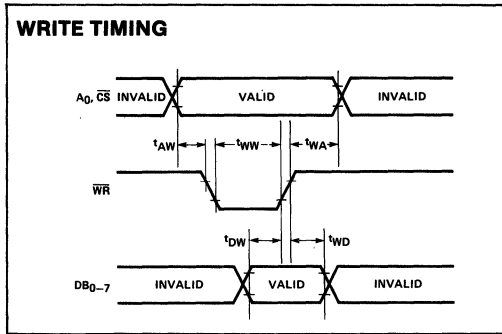 WRITE TIMING
A0, CS INVALID VALID INVALID
tAW tWW tWA
WR
tDW tWD
DB0–7 INVALID VALID INVALID